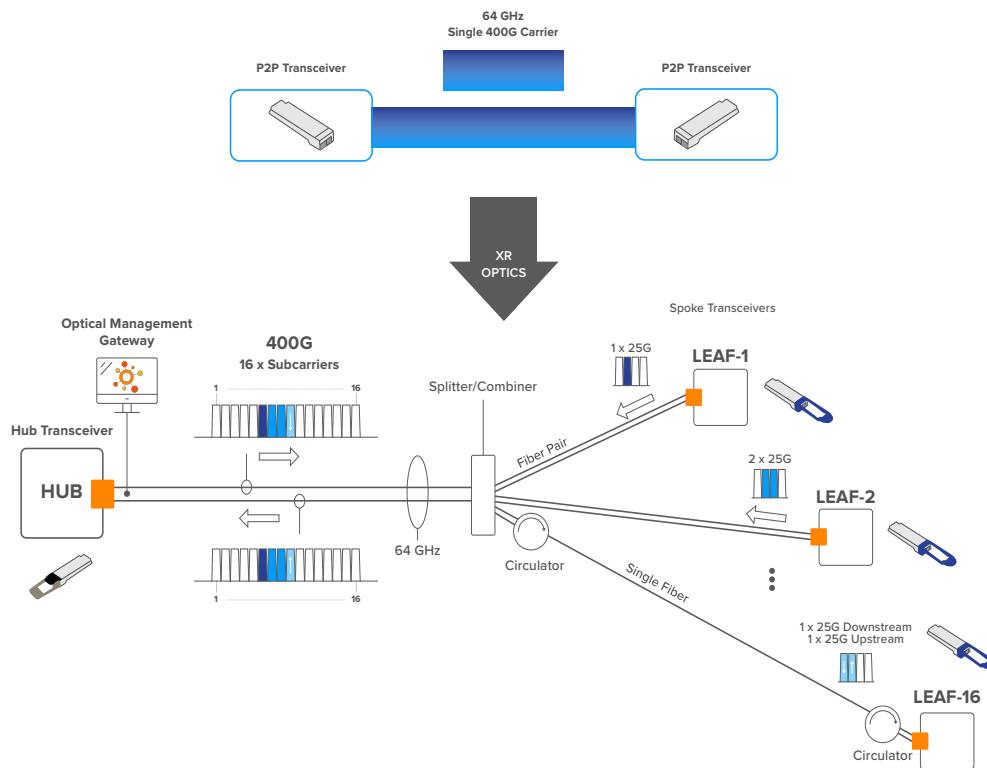 64 GHz
Single 400G Carrier
P2P Transceiver
P2P Transceiver
XR
OPTICS
Spoke Transceivers
Optical Management
Gateway
400G
16 x Subcarriers
1
16
1 x 25G
LEAF-1
Splitter/Combiner
Hub Transceiver
HUB
Fiber Pair
2 x 25G
LEAF-2
64 GHz
Circulator
1
16
Single Fiber
1 x 25G Downstream
1 x 25G Upstream
LEAF-16
Circulator